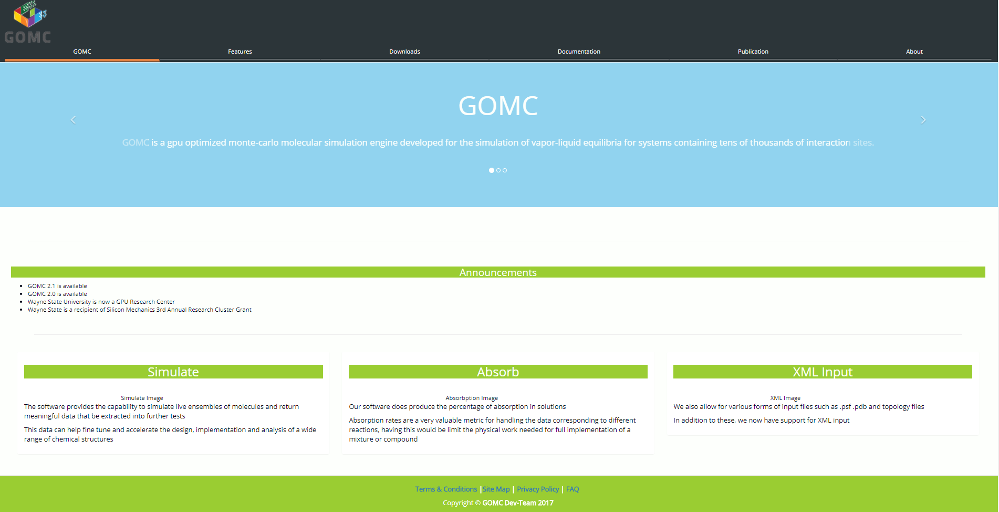 GOMC
GOMC
Features
Downloads
Documentation
Publication
About
GOMC
GOMC is a gpu optimized monte-carlo molecular simulation engine developed for the simulation of vapor-liquid equilibria for systems containing tens of thousands of interaction sites.
Announcements
GOMC 2.1 is available
GOMC 2.0 is available
Wayne State University is now a GPU Research Center
Wayne State is a recipient of Silicon Mechanics 3rd Annual Research Cluster Grant
Simulate
Simulate Image
The software provides the capability to simulate live ensembles of molecules and return
meaningful data that be extracted into further tests
This data can help fine tune and accelerate the design, implementation and analysis of a wide
range of chemical structures
Absorb
Absorbption Image
Our software does produce the percentage of absorption in solutions
Absorption rates are a very valuable metric for handling the data corresponding to different
reactions, having this would be limit the physical work needed for full implementation of a
mixture or compound
XML Input
XML Image
We also allow for various forms of input files such as .psf .pdb and topology files
In addition to these, we now have support for XML input
Terms & Conditions |Site Map | Privacy Policy | FAQ
Copyright © GOMC Dev-Team 2017